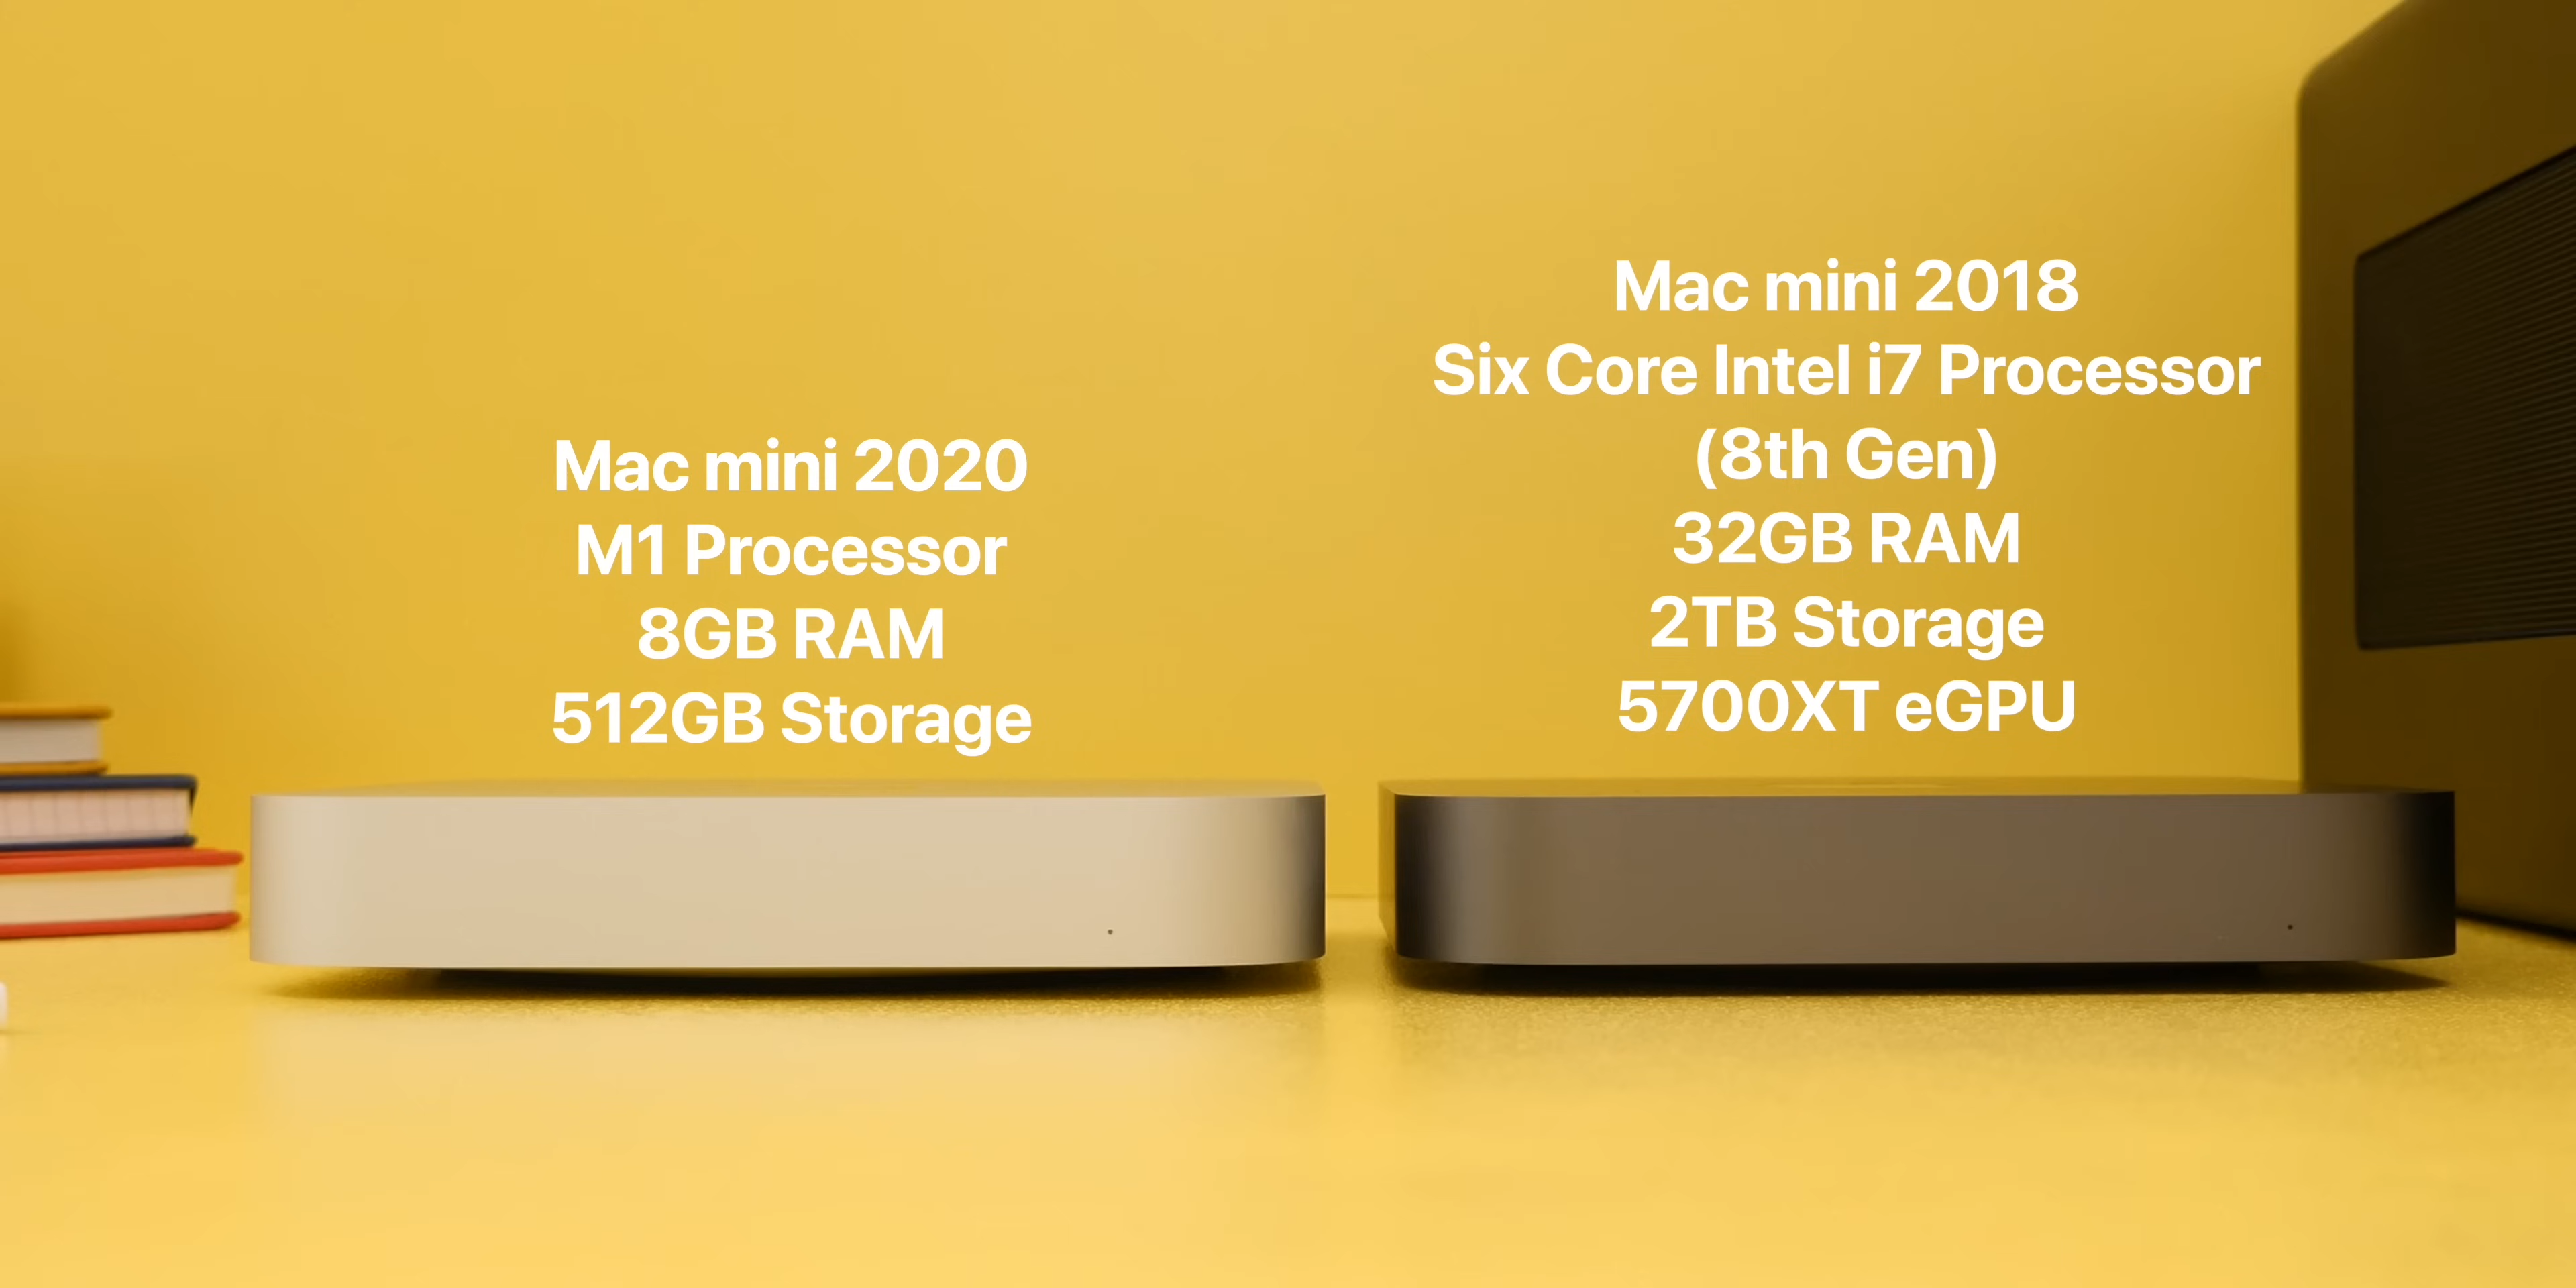 Mac mini 2020
M1 Processor
8GB RAM
512GB Storage
Mac mini 2018
Six Core Intel i7 Processor
(8th Gen)
32GB RAM
2TB Storage
5700XT eGPU